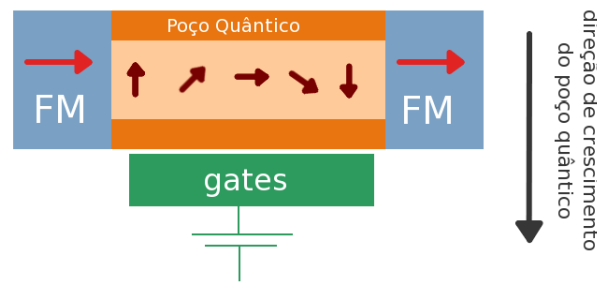 Poço Quântico
FM
FM
gates
direção de crescimento
do poço quântico